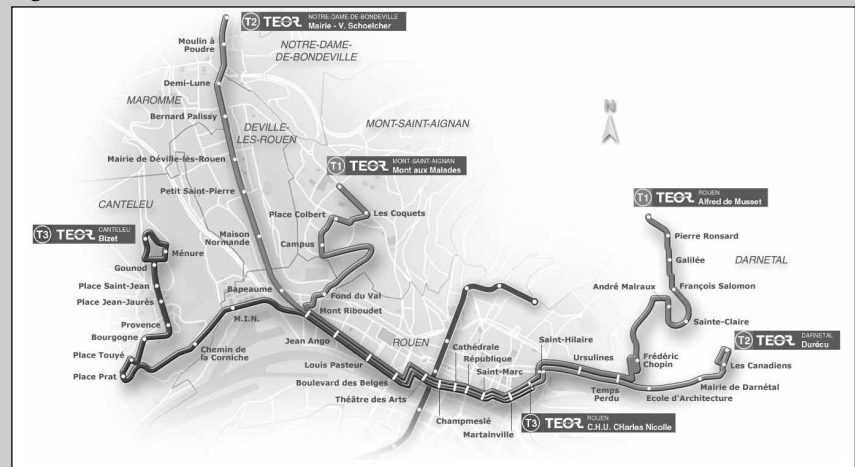 T2 TEOR NOTRE-DAME-DE-BONDEVILLE
Mairie - V. Schoelcher
Moulin à
Poudre
NOTRE-DAME-
DE-BONDEVILLE
N
Demi-Lune
MAROMME
Bernard Palissy
DEVILLE-
LES-ROUEN
MONT-SAINT-AIGNAN
Mairie de Déville-lès-Rouen
T1 TEOR MONT-SAINT-AIGNAN
Mont aux Malades
Petit Saint-Pierre
CANTELEU
T1 TEOR ROUEN
Alfred de Musset
Place Colbert
Les Coquets
T3 TEOR CANTELEU
Bizet
Maison
Normande
Campus
Pierre Ronsard
Ménure
Gounod
Galilée
DARNETAL
Place Saint-Jean
Bapeaume
Fond du Val
André Malraux
François Salomon
Place Jean-Jaurès
Mont Riboudet
M.I.N.
Provence
Sainte-Claire
Bourgogne
Jean Ango
ROUEN
Cathédrale
Saint-Hilaire
T2 TEOR DARNETAL
Durécu
Chemin de
la Corniche
Place Touyé
République
Ursulines
Frédéric
Chopin
Les Canadiens
Louis Pasteur
Saint-Marc
Place Prat
Boulevard des Belges
Temps
Perdu
Mairie de Darnétal
Théâtre des Arts
Ecole d'Architecture
Champmeslé
T3 TEOR ROUEN
C.H.U. CHarles Nicolle
Martainville